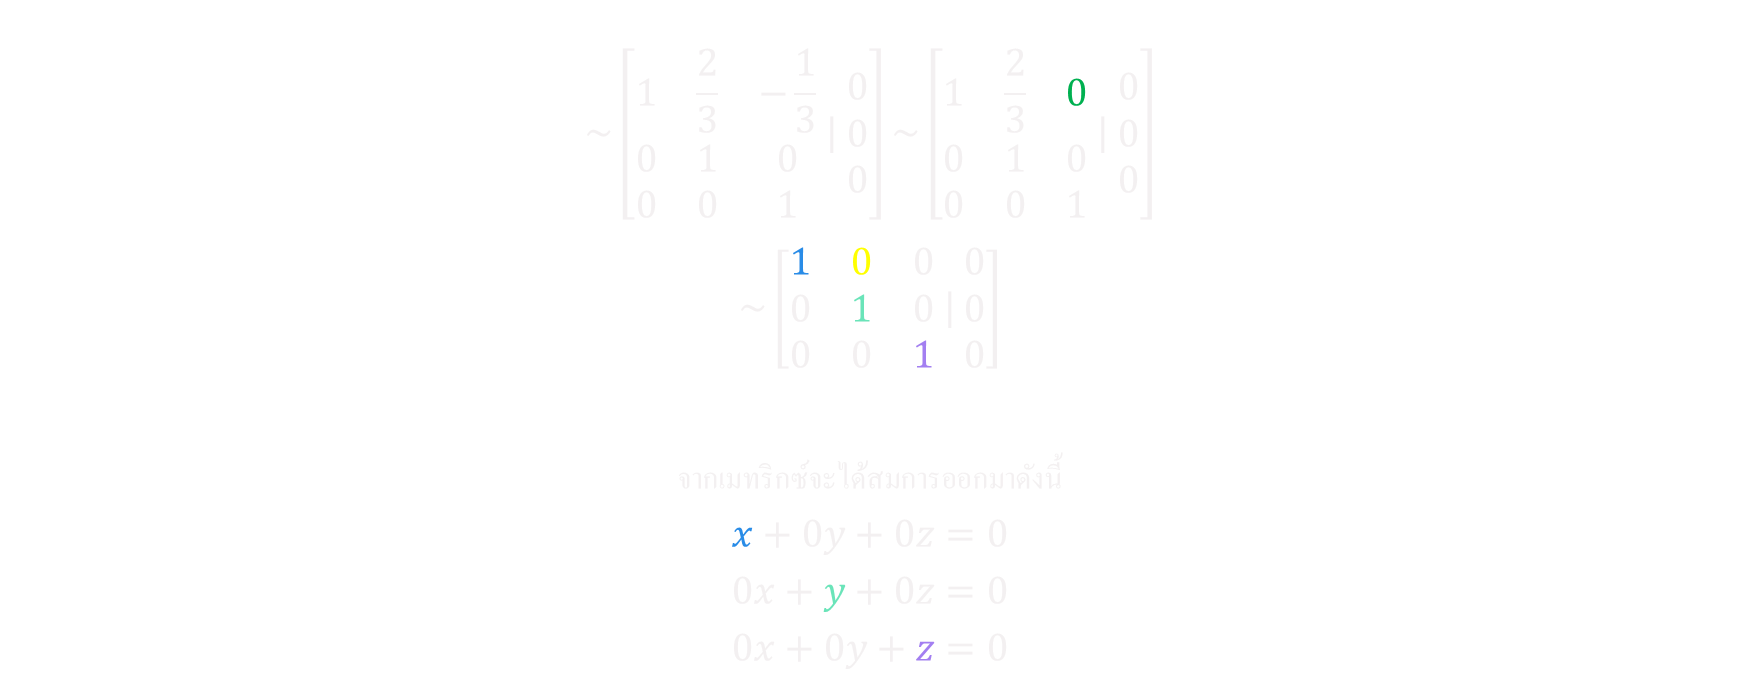 ~ [1 2/3 −1/3 | 0; 0 1 0 | 0; 0 0 1 | 0] ~ [1 2/3 0 | 0; 0 1 0 | 0; 0 0 1 | 0]
~ [1 0 0 | 0; 0 1 0 | 0; 0 0 1 | 0]
จากเมทริกซ์จะได้สมการออกมาดังนี้
x + 0y + 0z = 0
0x + y + 0z = 0
0x + 0y + z = 0